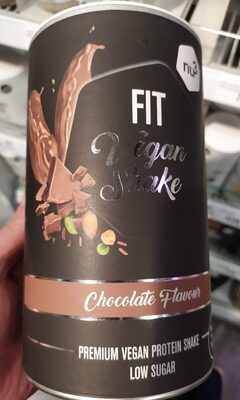 nu3
FIT
Vegan
Shake
Chocolate Flavour
PREMIUM VEGAN PROTEIN SHAKE
LOW SUGAR